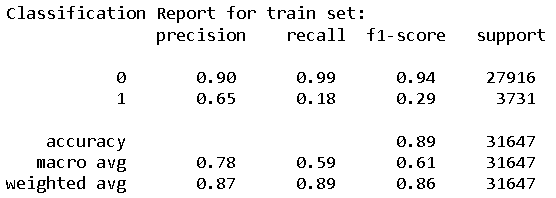 Classification Report for train set:
precision recall f1-score support
0 0.90 0.99 0.94 27916
1 0.65 0.18 0.29 3731
accuracy 0.89 31647
macro avg 0.78 0.59 0.61 31647
weighted avg 0.87 0.89 0.86 31647